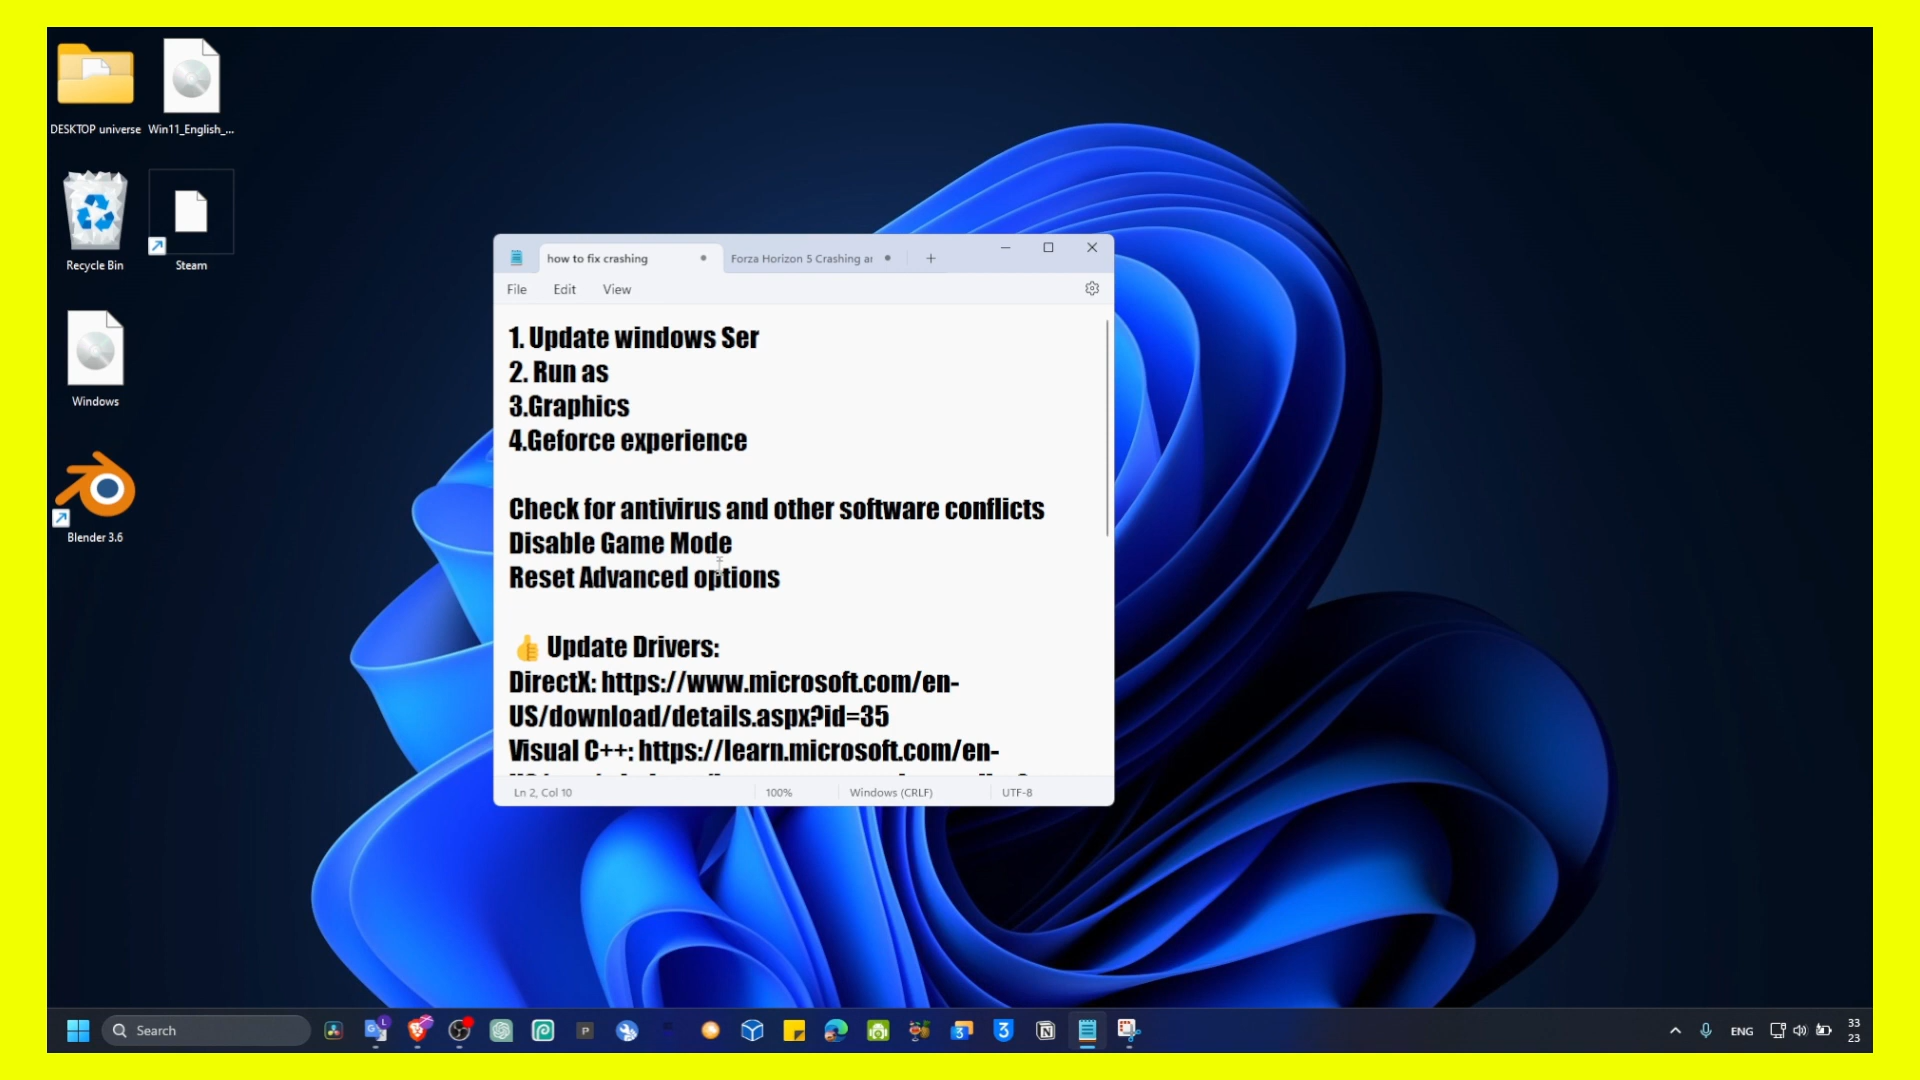 DESKTOP universe
Win11_English_...
Recycle Bin
Steam
Windows
Blender 3.6
how to fix crashing
Forza Horizon 5 Crashing ar
File Edit View
1. Update windows Ser
2. Run as
3.Graphics
4.Geforce experience
Check for antivirus and other software conflicts
Disable Game Mode
Reset Advanced options
👍 Update Drivers:
DirectX: https://www.microsoft.com/en-
US/download/details.aspx?id=35
Visual C++: https://learn.microsoft.com/en-
Ln 2, Col 10
100%
Windows (CRLF)
UTF-8
Search
ENG
33
23